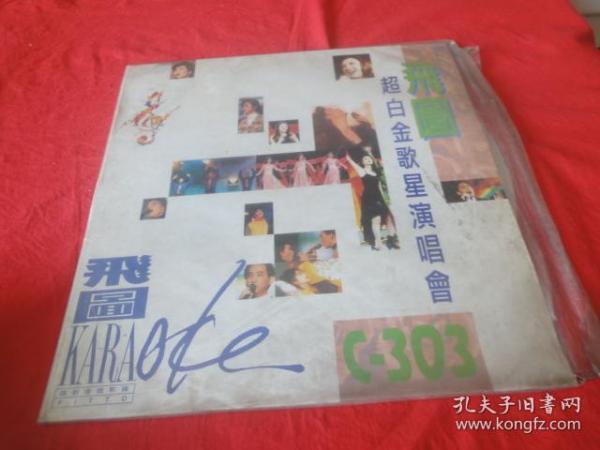 飛圖
超白金歌星演唱會
飛圖
KARAoke
C-303
孔夫子旧书网
www.kongfz.com